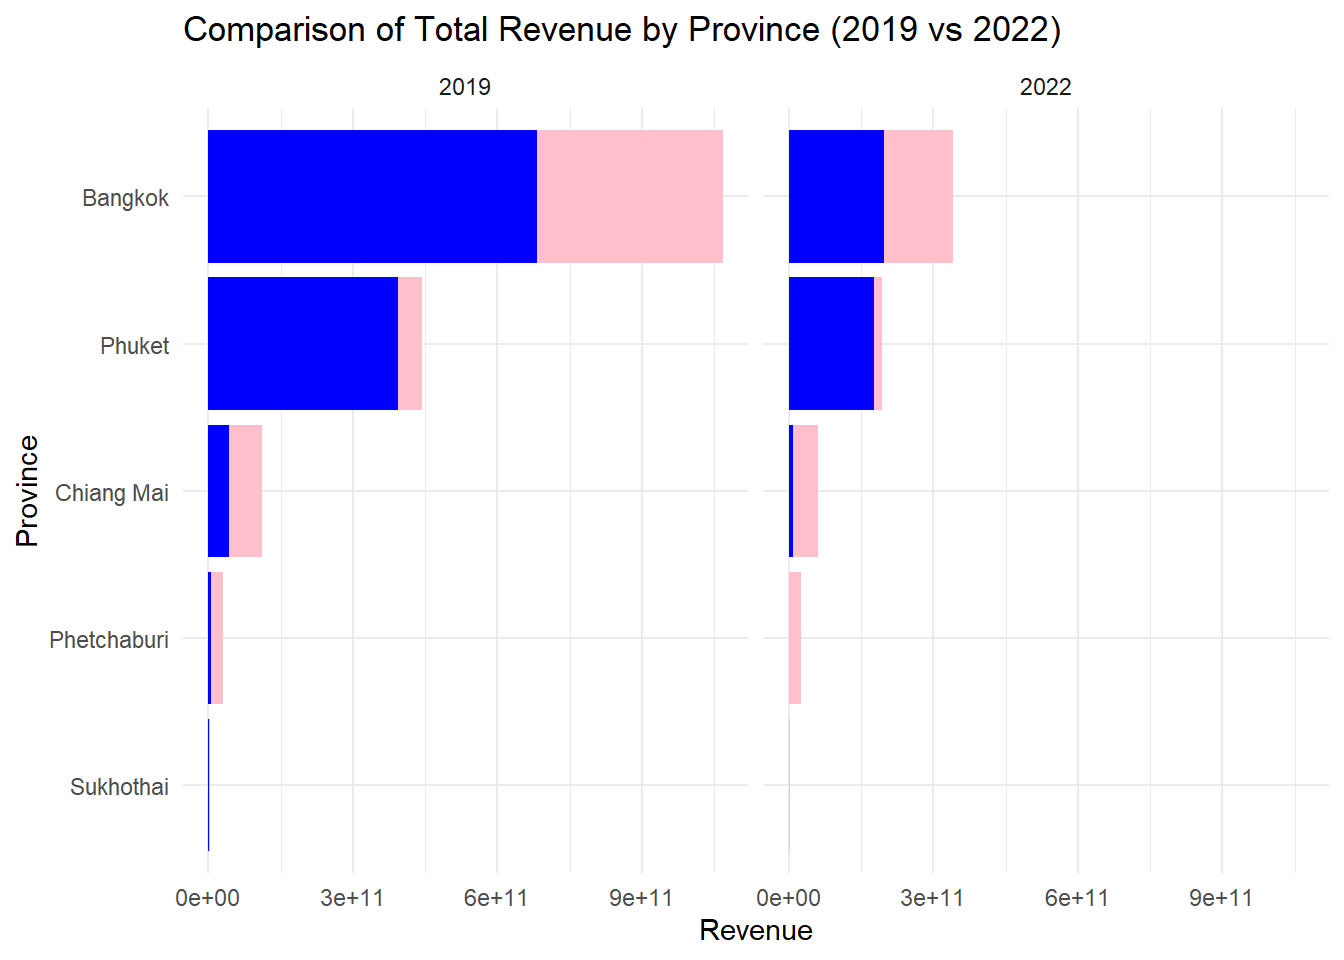 Comparison of Total Revenue by Province (2019 vs 2022)
2019 2022
Bangkok
Phuket
Chiang Mai
Phetchaburi
Sukhothai
Province
0e+00 3e+11 6e+11 9e+11 0e+00 3e+11 6e+11 9e+11
Revenue